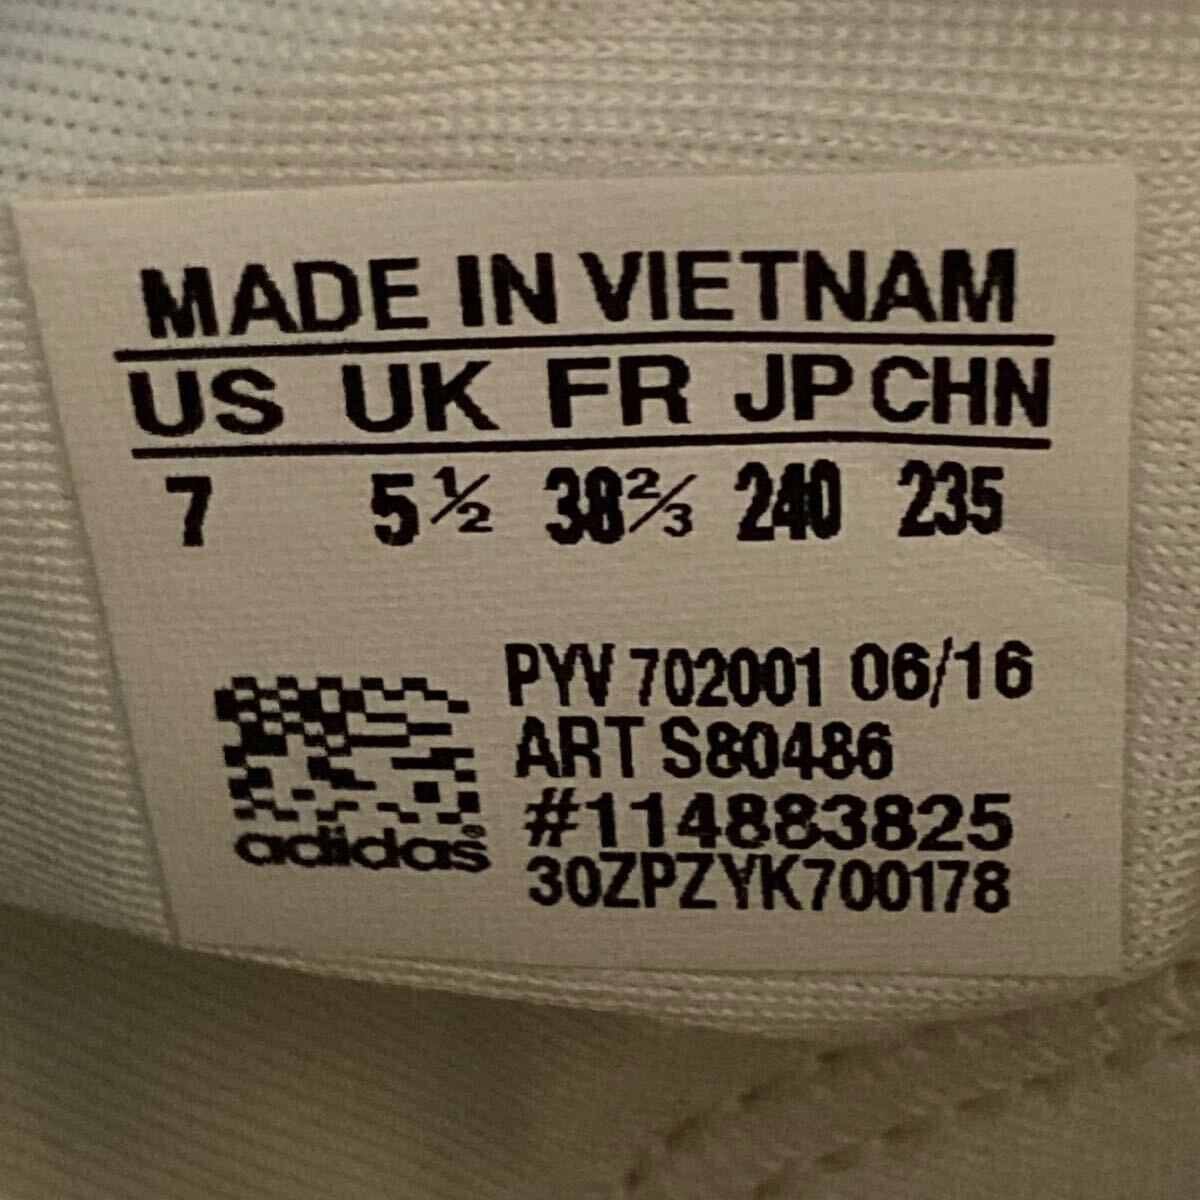 MADE IN VIETNAM
US UK FR JP CHN
7 5½ 38⅔ 240 235
PYV 702001 06/16
ART S80486
#114883825
30ZPZYK700178
adidas®